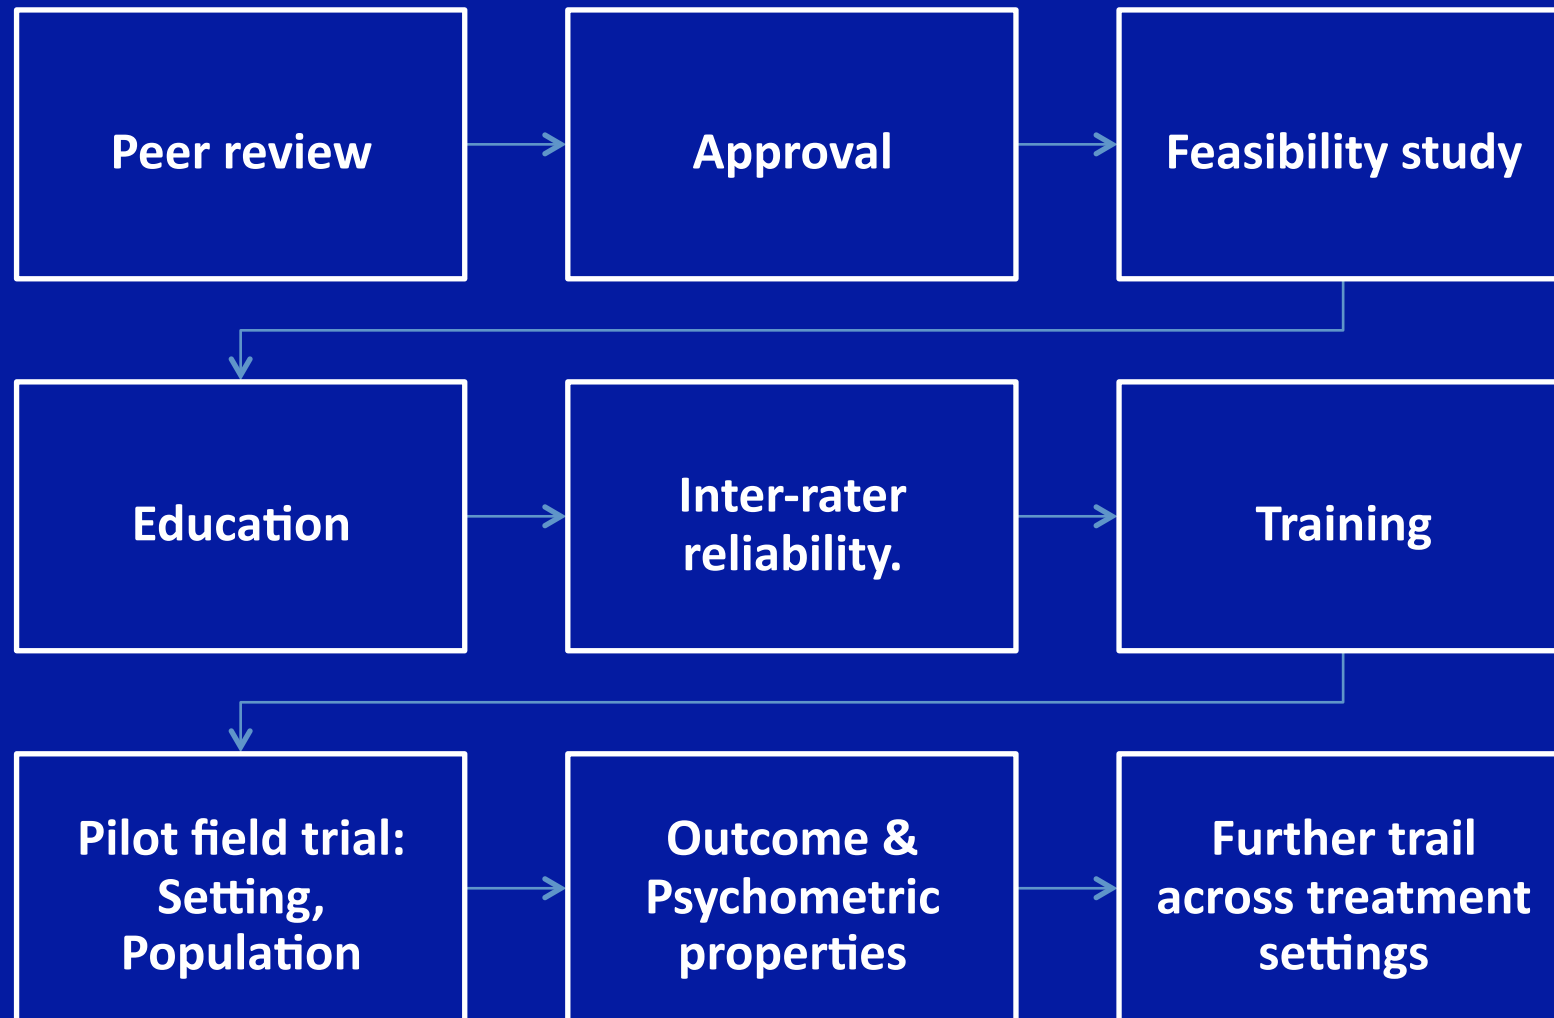 Peer review
Approval
Feasibility study
Education
Inter-rater
reliability.
Training
Pilot field trial:
Setting,
Population
Outcome &
Psychometric
properties
Further trail
across treatment
settings